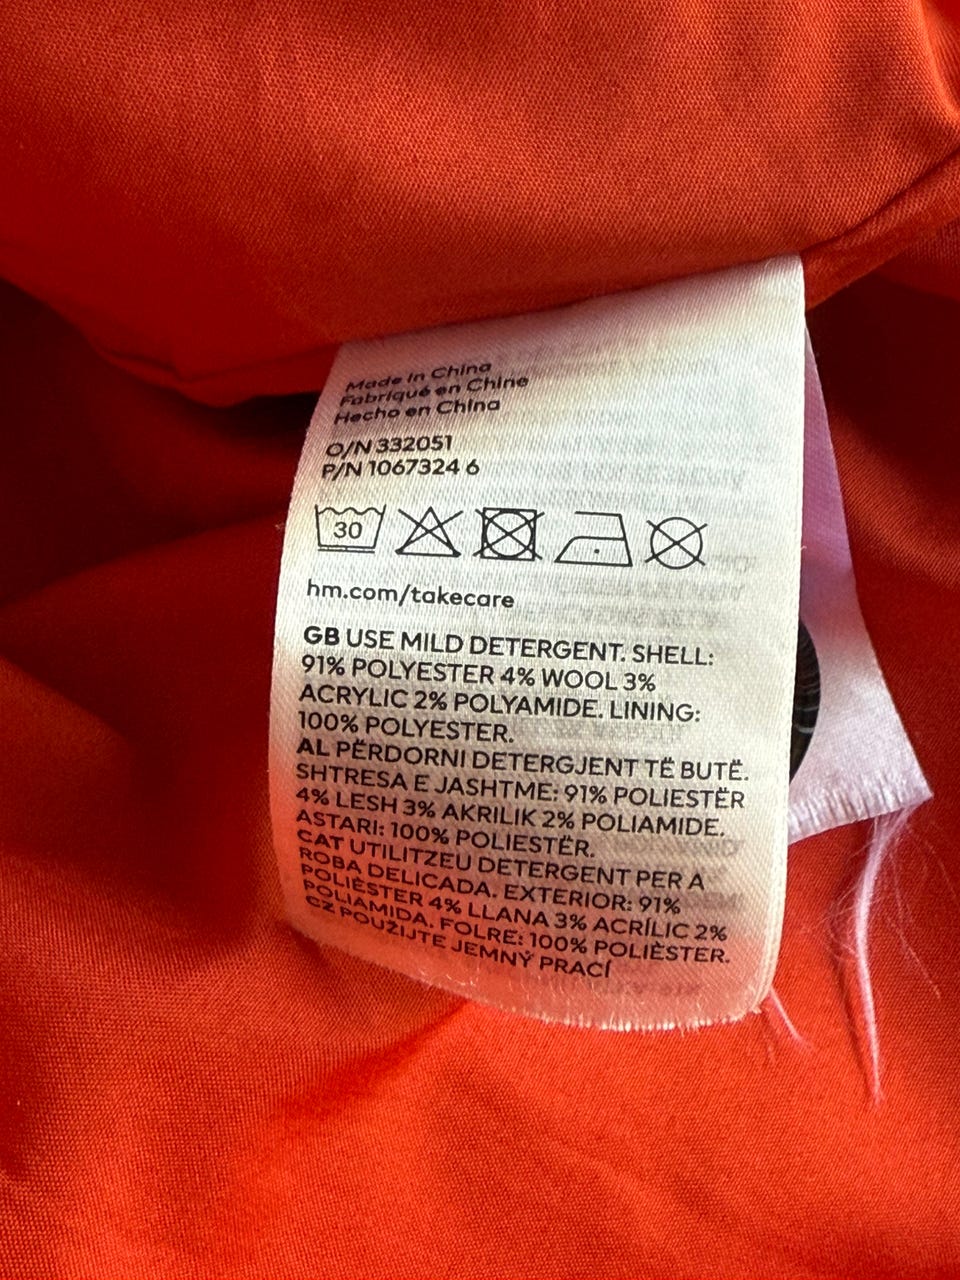 Made in China
Fabriqué en Chine
Hecho en China
O/N 332051
P/N 1067324 6
30
hm.com/takecare
GB USE MILD DETERGENT. SHELL:
91% POLYESTER 4% WOOL 3%
ACRYLIC 2% POLYAMIDE. LINING:
100% POLYESTER.
AL PËRDORNI DETERGJENT TË BUTË.
SHTRESA E JASHTME: 91% POLIESTËR
4% LESH 3% AKRILIK 2% POLIAMIDE.
ASTARI: 100% POLIESTËR.
CAT UTILITZEU DETERGENT PER A
ROBA DELICADA. EXTERIOR: 91%
POLIÈSTER 4% LLANA 3% ACRÍLIC 2%
POLIAMIDA. FOLRE: 100% POLIÈSTER.
CZ POUŽIJTE JEMNÝ PRACÍ